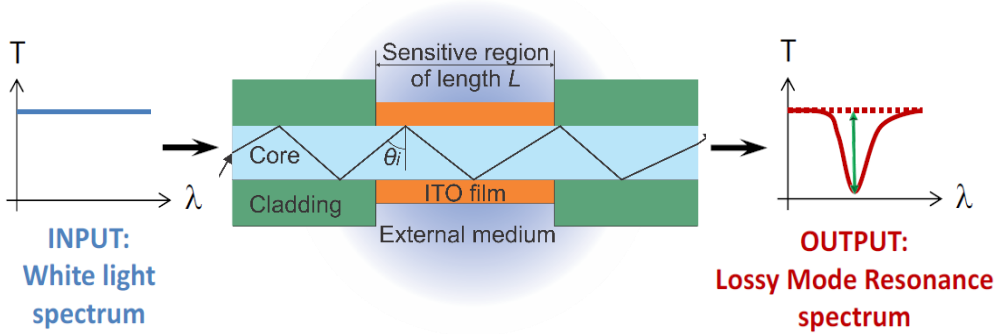 T
λ
INPUT:
White light
spectrum
Sensitive region
of length L
Core
θi
Cladding
ITO film
External medium
T
λ
OUTPUT:
Lossy Mode Resonance
spectrum